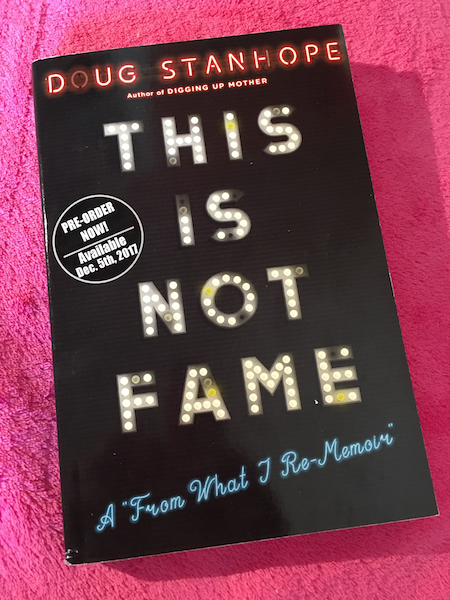 DOUG STANHOPE
Author of DIGGING UP MOTHER
THIS
IS
NOT
FAME
PRE-ORDER
NOW!
Available
Dec. 5th, 2017
A "From What I Re-Memoir"